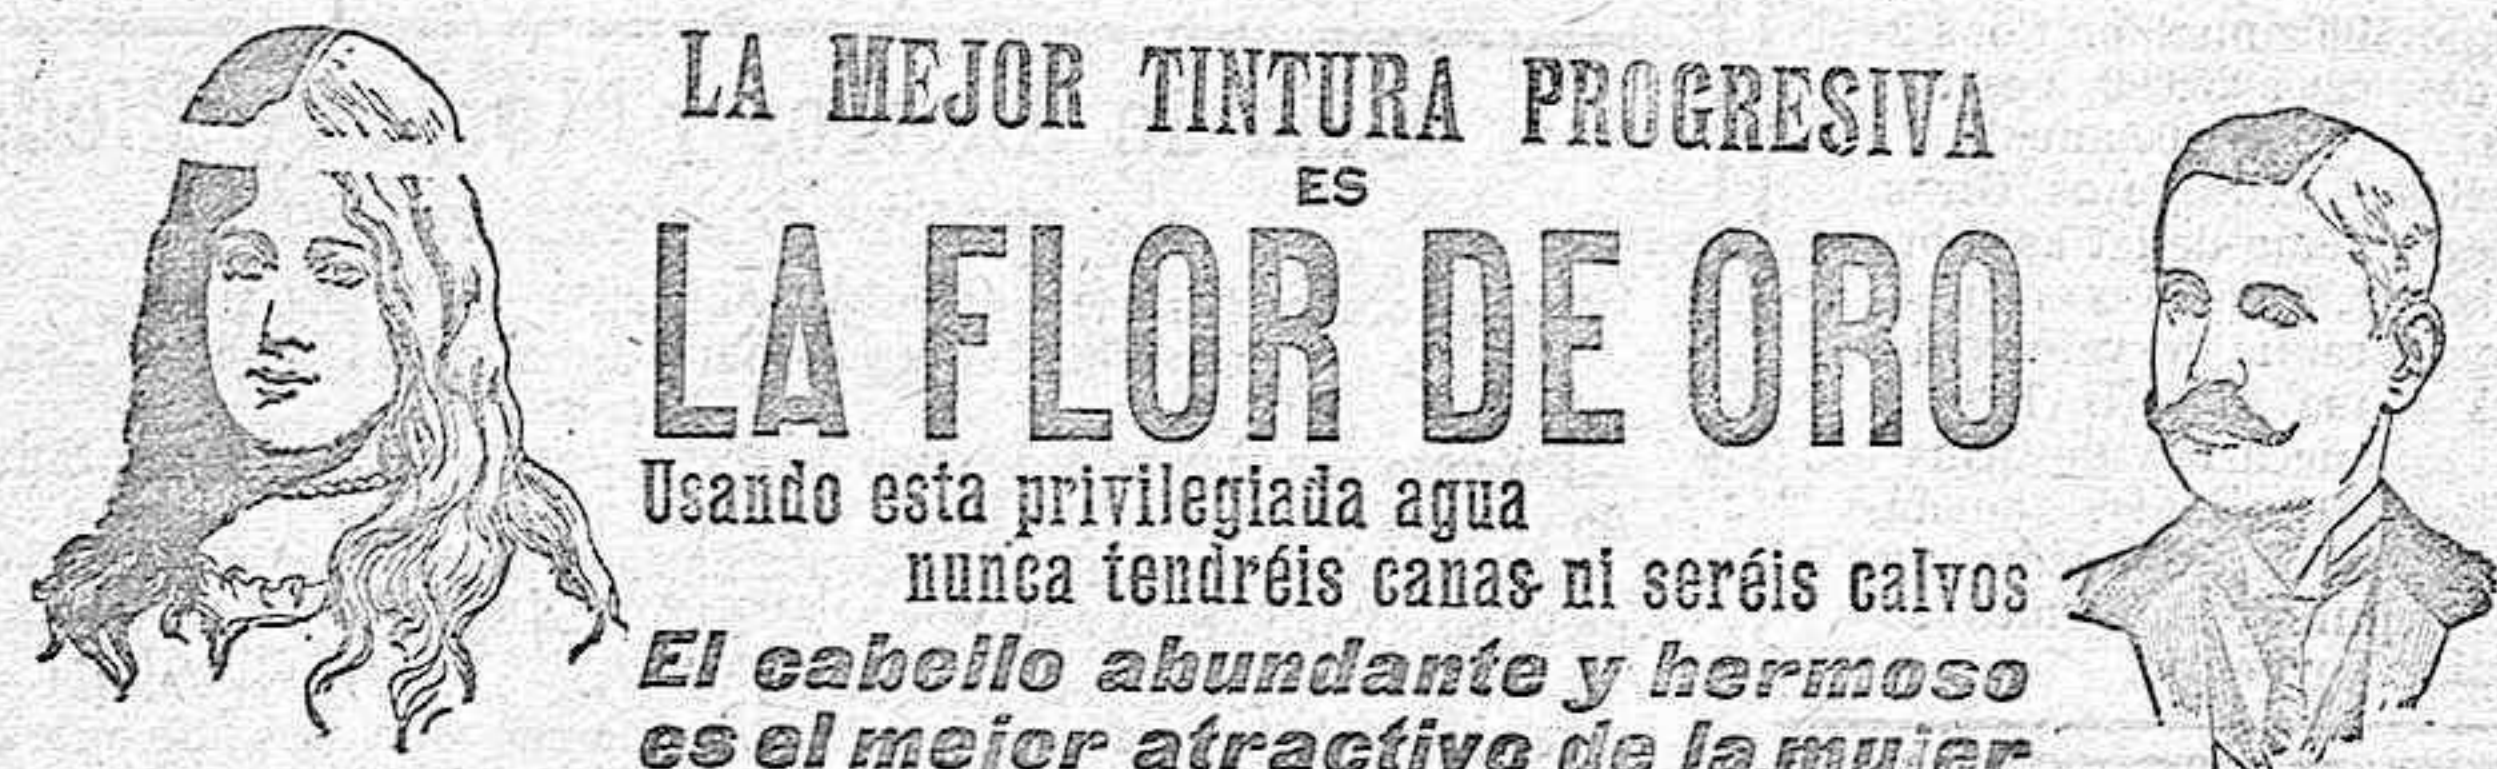 LA MEJOR TINTURA PROGRESIVA
ES
LA FLOR DE ORO
Usando esta privilegiada agua
nunca tendréis canas ni seréis calvos
El cabello abundante y hermoso
es el mejor atractivo de la mujer